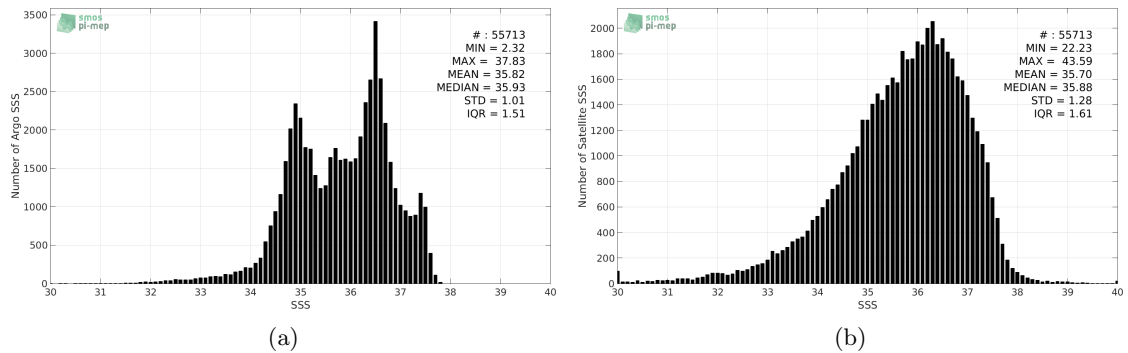 smos
pi-mep
# : 55713
MIN = 2.32
MAX = 37.83
MEAN = 35.82
MEDIAN = 35.93
STD = 1.01
IQR = 1.51
Number of Argo SSS
3500
3000
2500
2000
1500
1000
500
0
30 31 32 33 34 35 36 37 38 39 40
SSS
(a)
smos
pi-mep
# : 55713
MIN = 22.23
MAX = 43.59
MEAN = 35.70
MEDIAN = 35.88
STD = 1.28
IQR = 1.61
Number of Satellite SSS
2000
1800
1600
1400
1200
1000
800
600
400
200
0
30 31 32 33 34 35 36 37 38 39 40
SSS
(b)